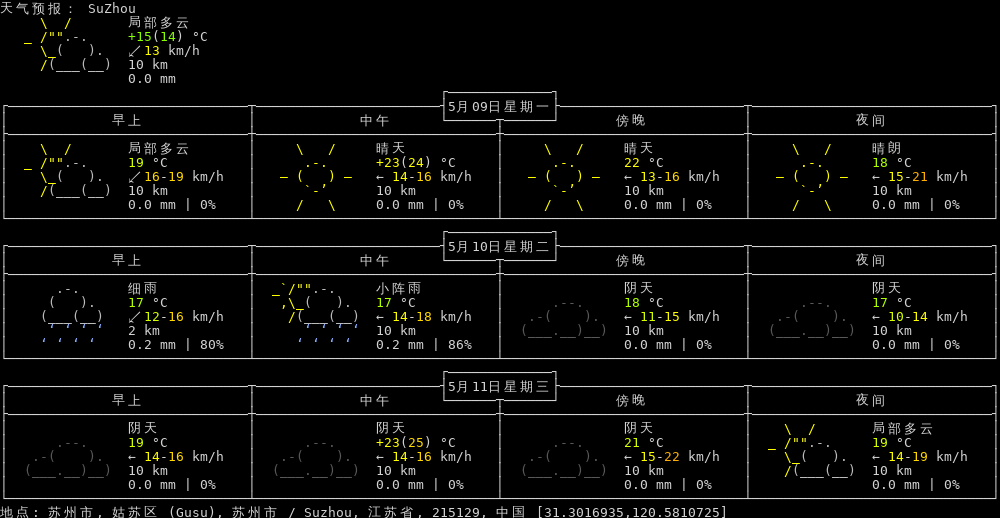 天气预报： SuZhou
局部多云
+15(14) °C
↙ 13 km/h
10 km
0.0 mm
5月09日星期一
早上 中午 傍晚 夜间
局部多云 晴天 晴天 晴朗
19 °C +23(24) °C 22 °C 18 °C
↙ 16-19 km/h ← 14-16 km/h ← 13-16 km/h ← 15-21 km/h
10 km 10 km 10 km 10 km
0.0 mm | 0% 0.0 mm | 0% 0.0 mm | 0% 0.0 mm | 0%
5月10日星期二
早上 中午 傍晚 夜间
细雨 小阵雨 阴天 阴天
17 °C 17 °C 18 °C 17 °C
↙ 12-16 km/h ← 14-18 km/h ← 11-15 km/h ← 10-14 km/h
2 km 10 km 10 km 10 km
0.2 mm | 80% 0.2 mm | 86% 0.0 mm | 0% 0.0 mm | 0%
5月11日星期三
早上 中午 傍晚 夜间
阴天 阴天 阴天 局部多云
19 °C +23(25) °C 21 °C 19 °C
← 14-16 km/h ← 14-16 km/h ← 15-22 km/h ← 14-19 km/h
10 km 10 km 10 km 10 km
0.0 mm | 0% 0.0 mm | 0% 0.0 mm | 0% 0.0 mm | 0%
地点: 苏州市, 姑苏区 (Gusu), 苏州市 / Suzhou, 江苏省, 215129, 中国 [31.3016935,120.5810725]